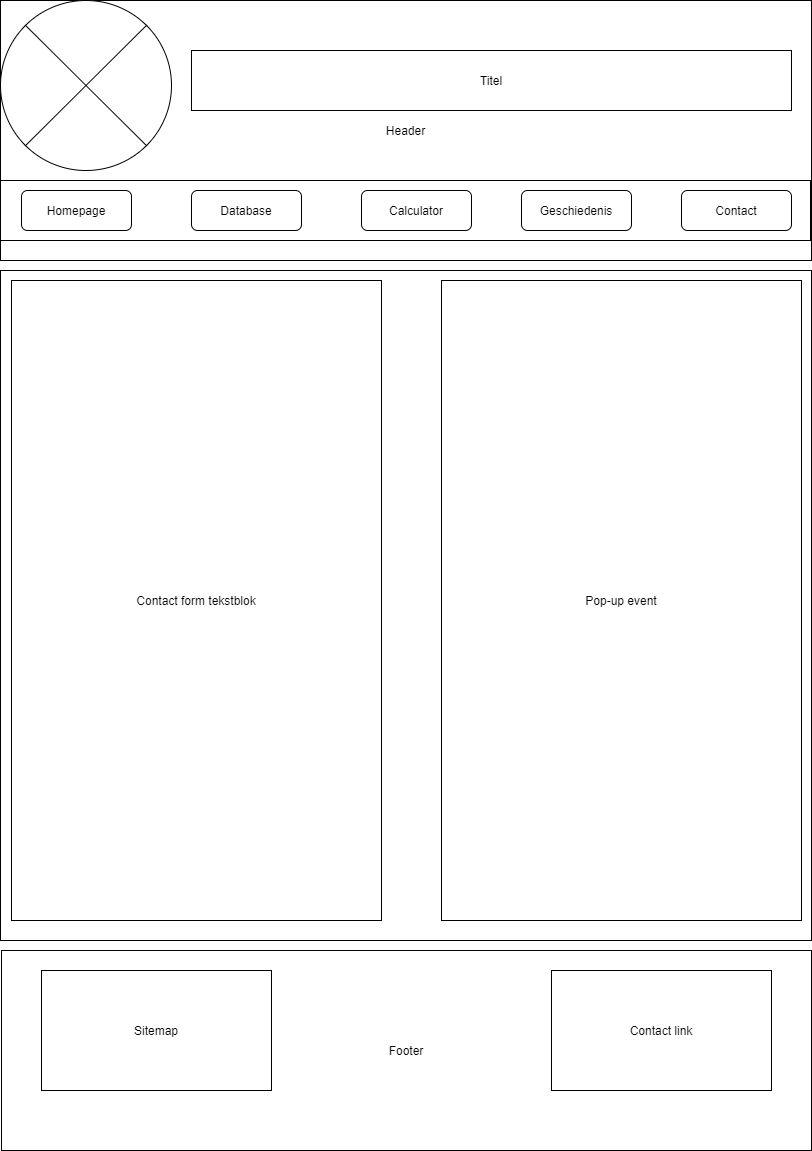 Titel
Header
Homepage
Database
Calculator
Geschiedenis
Contact
Contact form tekstblok
Pop-up event
Sitemap
Contact link
Footer